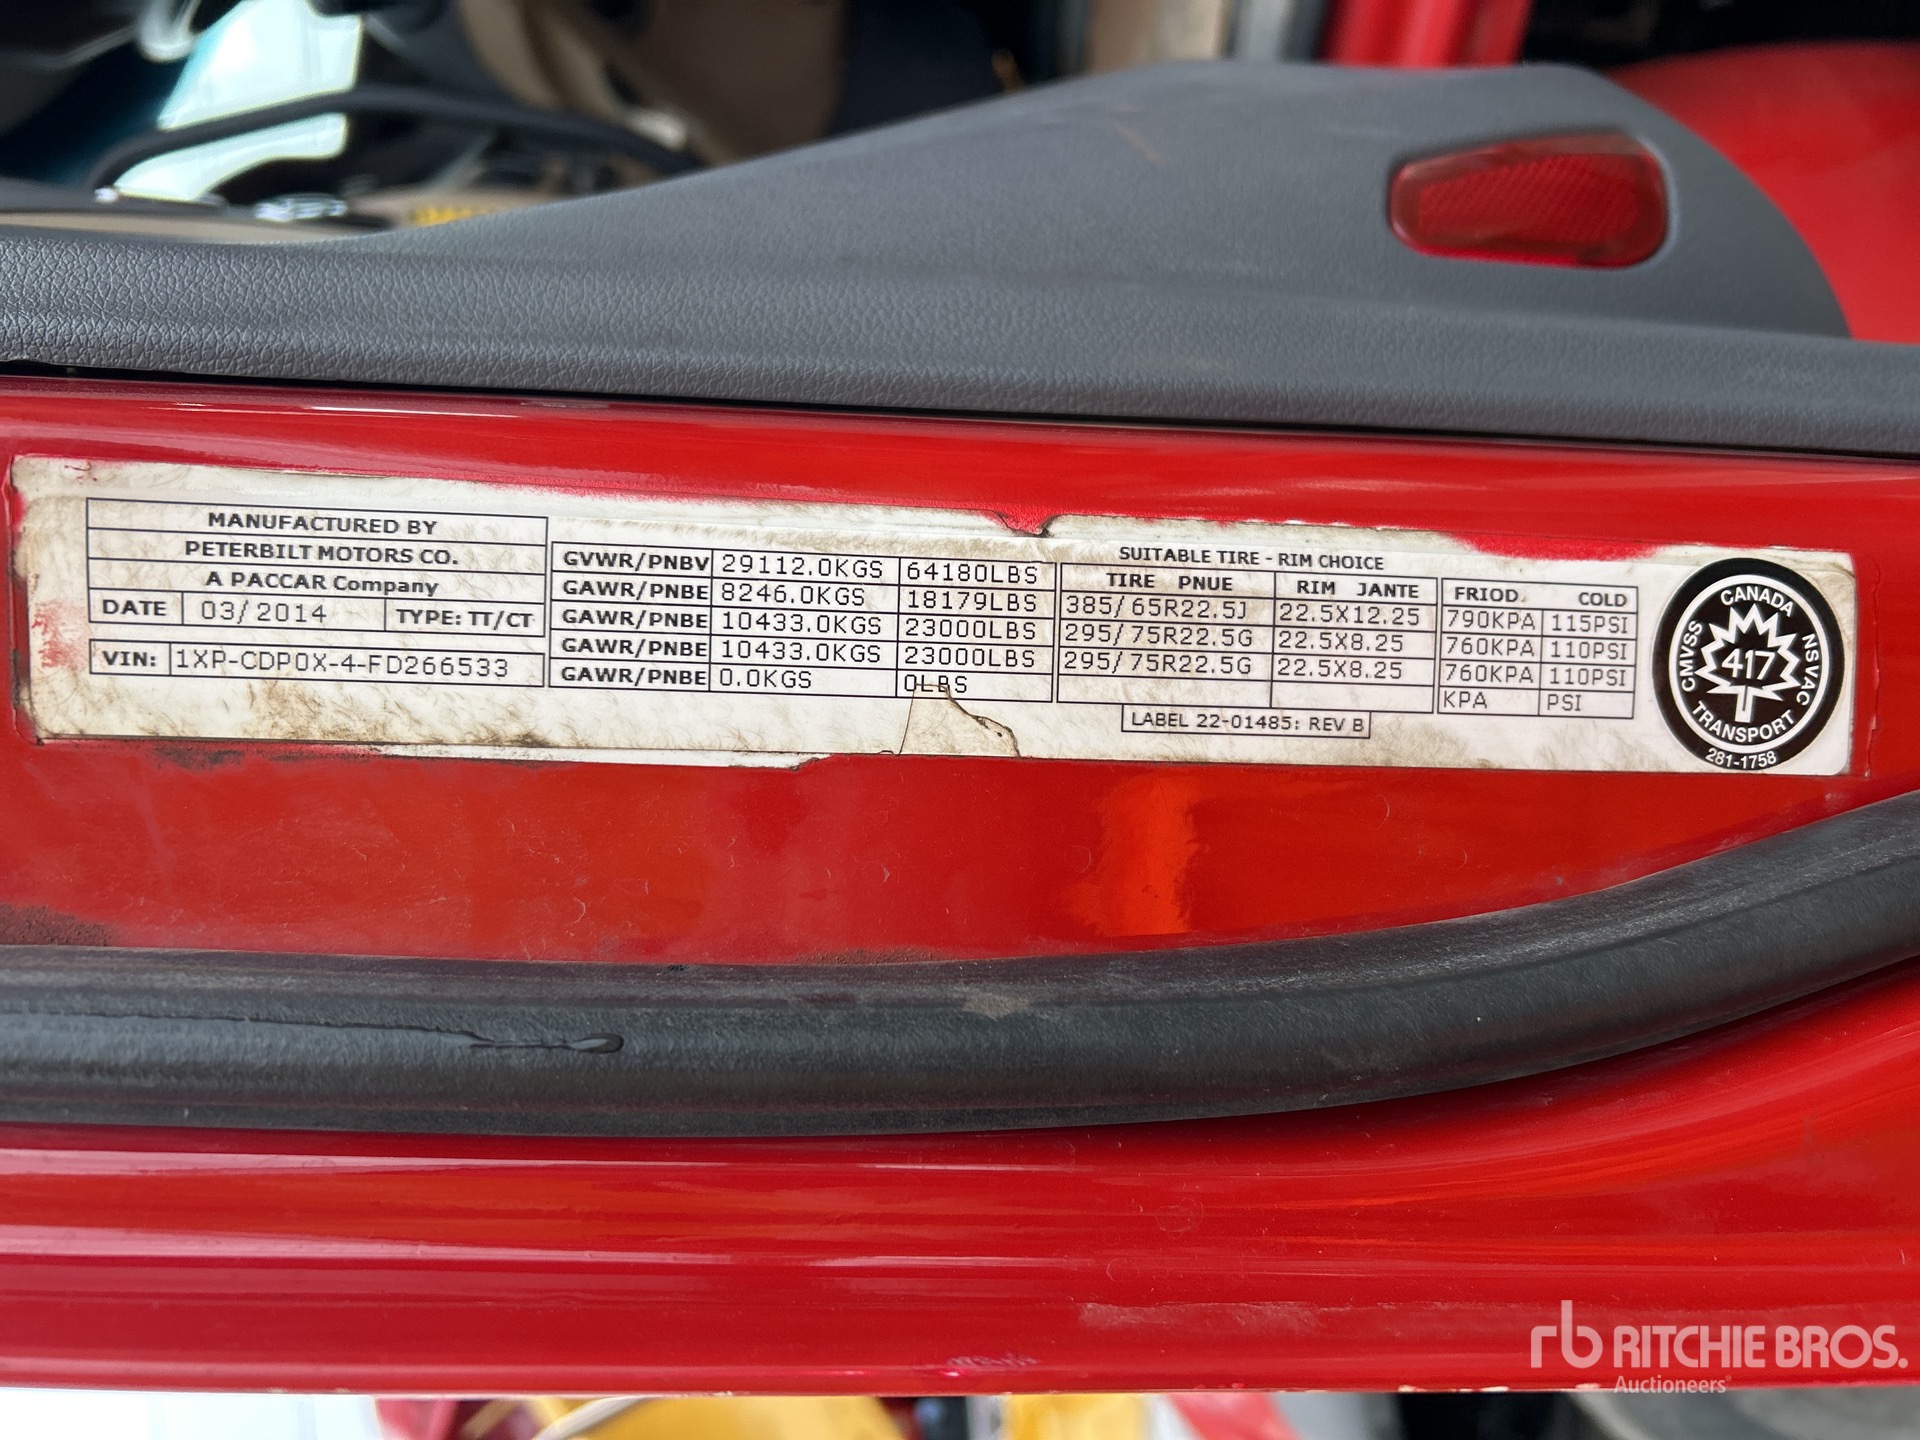 MANUFACTURED BY
PETERBILT MOTORS CO.
A PACCAR Company
DATE 03/2014 TYPE: TT/CT
VIN: 1XP-CDP0X-4-FD266533
GVWR/PNBV 29112.0KGS 64180LBS
GAWR/PNBE 8246.0KGS 18179LBS
GAWR/PNBE 10433.0KGS 23000LBS
GAWR/PNBE 10433.0KGS 23000LBS
GAWR/PNBE 0.0KGS 0LBS
SUITABLE TIRE - RIM CHOICE
TIRE PNUE RIM JANTE FRIOD COLD
385/65R22.5J 22.5X12.25 790KPA 115PSI
295/75R22.5G 22.5X8.25 760KPA 110PSI
295/75R22.5G 22.5X8.25 760KPA 110PSI
KPA PSI
LABEL 22-01485: REV B
CANADA
CMVSS
NSVAC
417
TRANSPORT
281-1758
rb RITCHIE BROS.
Auctioneers